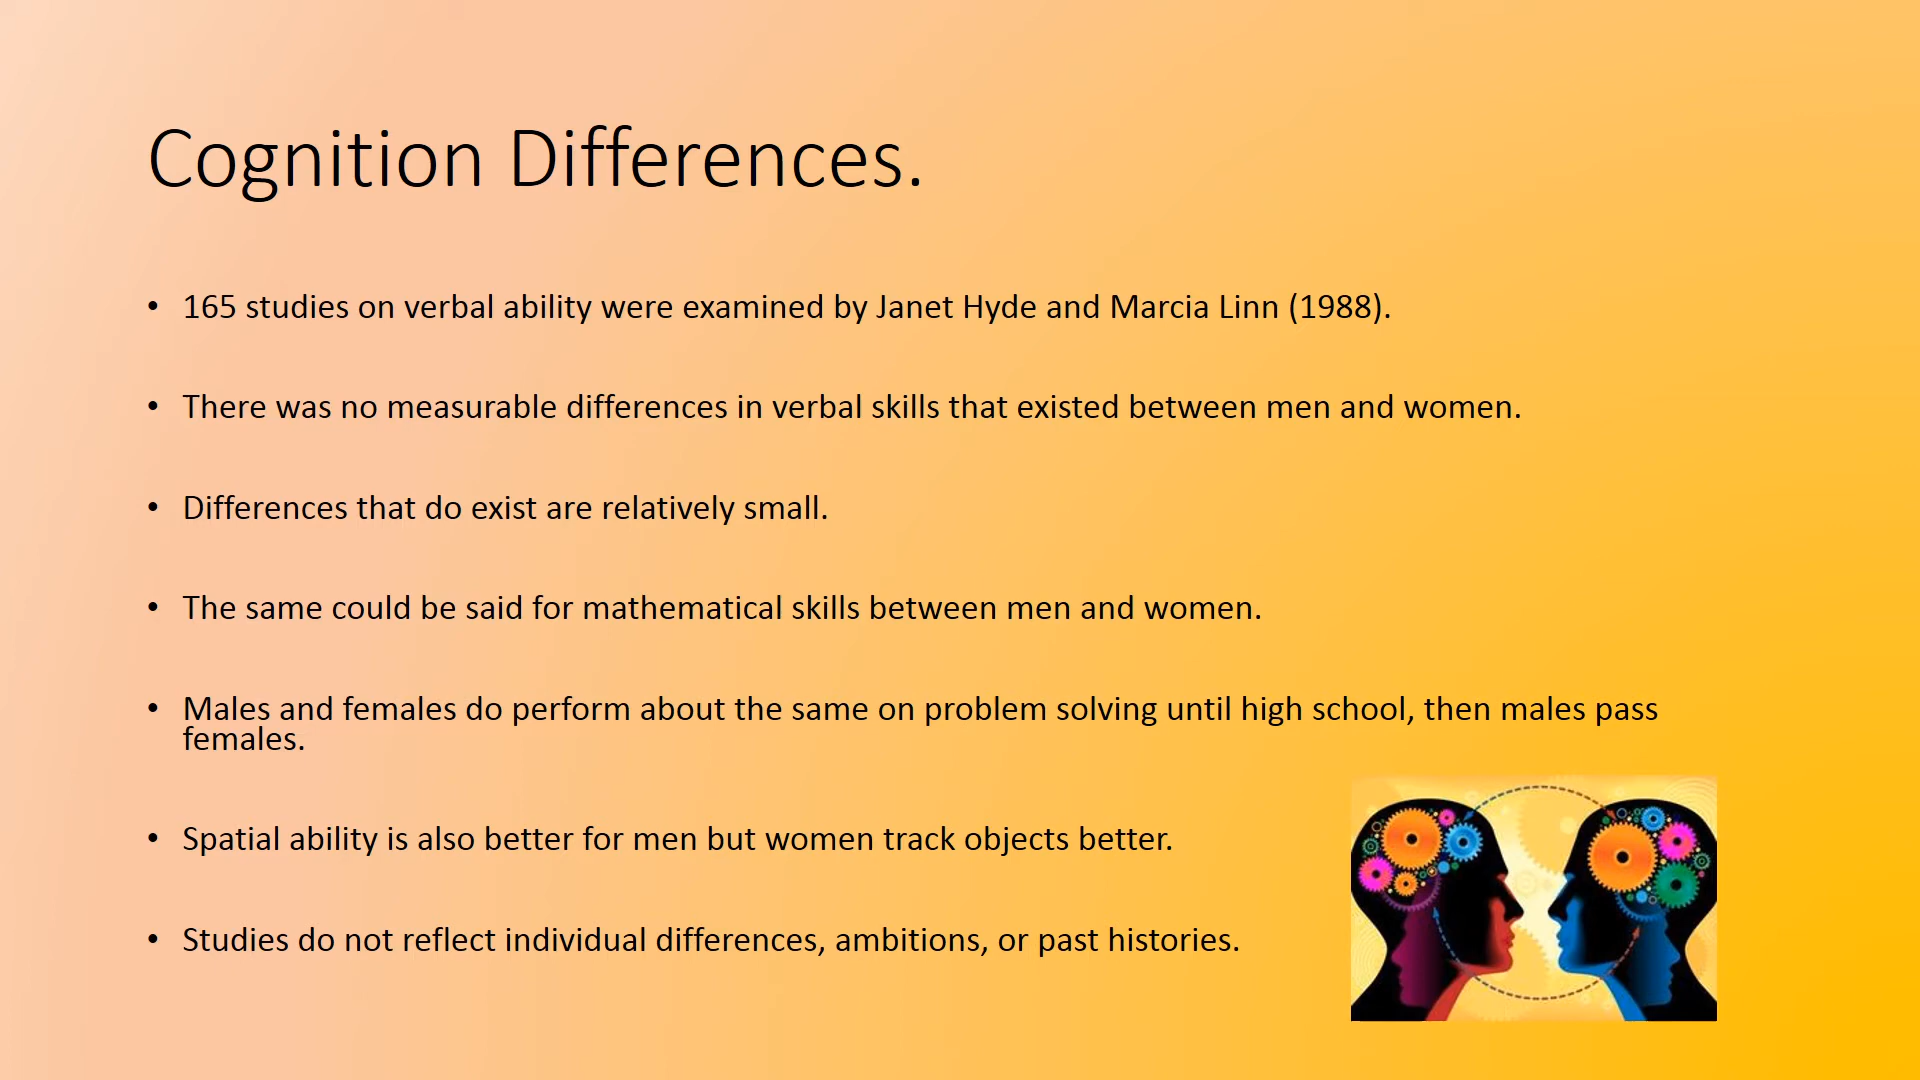 Cognition Differences.
• 165 studies on verbal ability were examined by Janet Hyde and Marcia Linn (1988).
• There was no measurable differences in verbal skills that existed between men and women.
• Differences that do exist are relatively small.
• The same could be said for mathematical skills between men and women.
• Males and females do perform about the same on problem solving until high school, then males pass
females.
• Spatial ability is also better for men but women track objects better.
• Studies do not reflect individual differences, ambitions, or past histories.